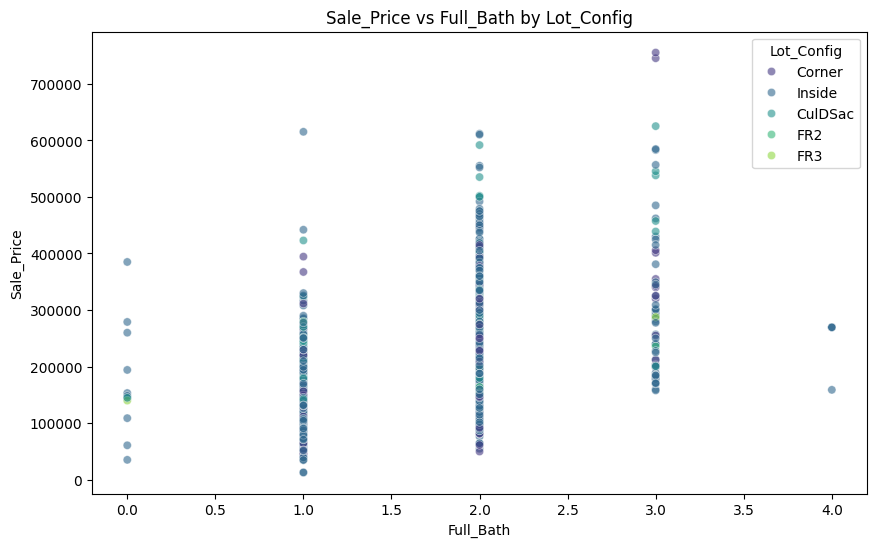 Sale_Price vs Full_Bath by Lot_Config
Lot_Config
Corner
Inside
CulDSac
FR2
FR3
Sale_Price
700000
600000
500000
400000
300000
200000
100000
0
0.0 0.5 1.0 1.5 2.0 2.5 3.0 3.5 4.0
Full_Bath